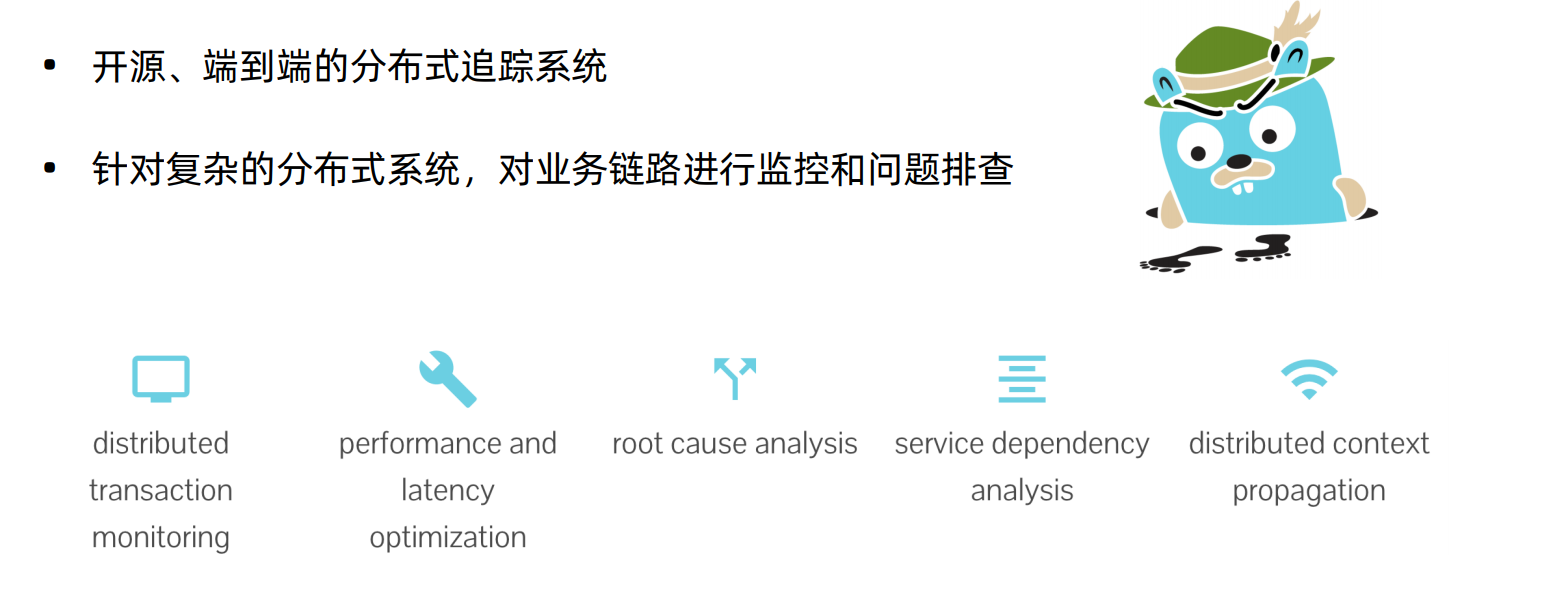 • 开源、端到端的分布式追踪系统
• 针对复杂的分布式系统，对业务链路进行监控和问题排查
distributed
transaction
monitoring
performance and
latency
optimization
root cause analysis
service dependency
analysis
distributed context
propagation